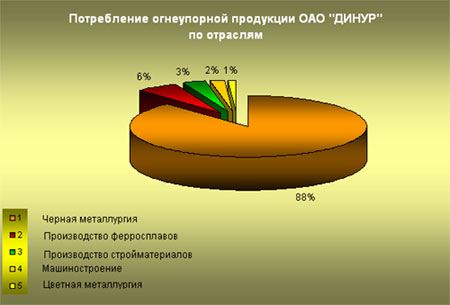 Потребление огнеупорной продукции ОАО "ДИНУР"
по отраслям
6%
3%
2%
1%
88%
1 Черная металлургия
2 Производство ферросплавов
3 Производство стройматериалов
4 Машиностроение
5 Цветная металлургия